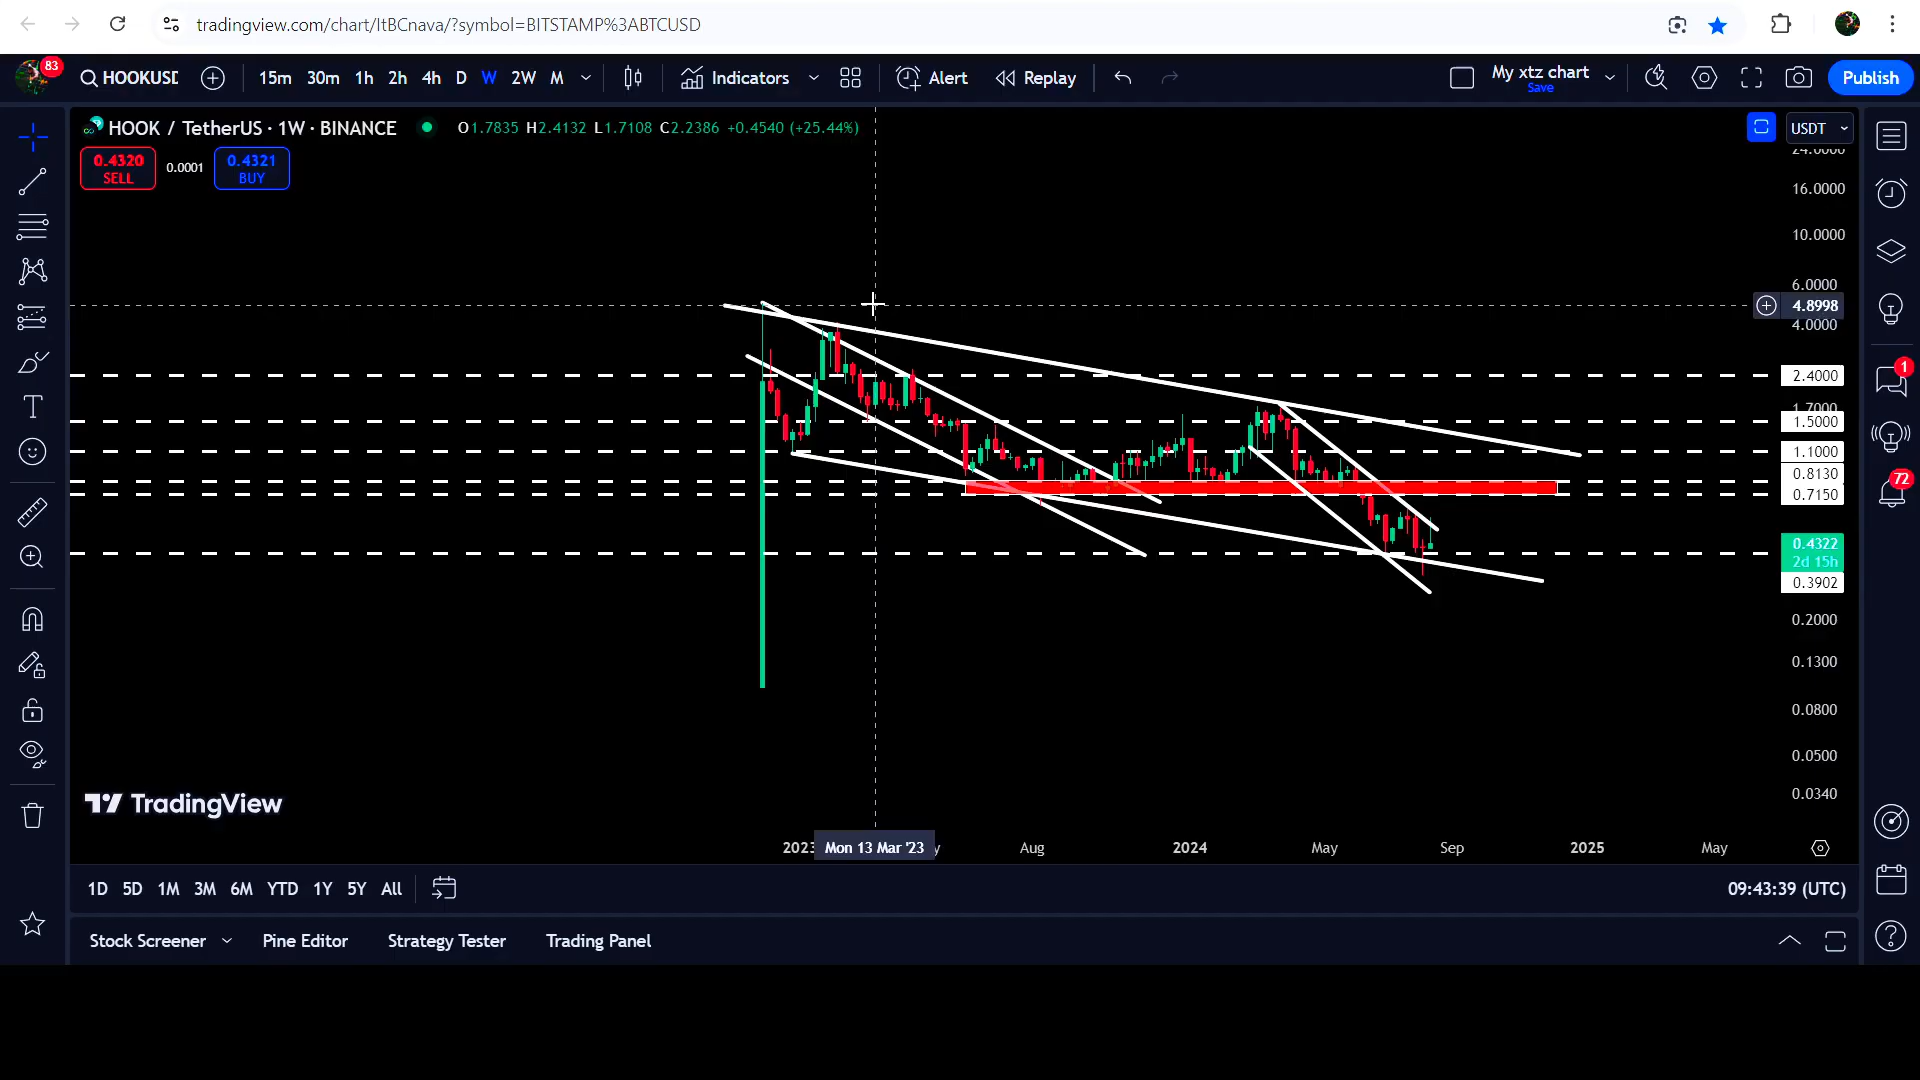 tradingview.com/chart/ItBCnava/?symbol=BITSTAMP%3ABTCUSD
83
HOOKUSD 15m 30m 1h 2h 4h D W 2W M Indicators Alert Replay My xtz chart Save Publish
HOOK / TetherUS · 1W · BINANCE O1.7835 H2.4132 L1.7108 C2.2386 +0.4540 (+25.44%) USDT
0.4320 SELL 0.0001 0.4321 BUY
24.0000
16.0000
10.0000
6.0000
4.8998
4.0000
2.4000
1.7000
1.5000
1.1000
0.8130
0.7150
0.4322
2d 15h
0.3902
0.2000
0.1300
0.0800
0.0500
0.0340
1
72
TradingView
2023 Mon 13 Mar '23 Aug 2024 May Sep 2025 May
1D 5D 1M 3M 6M YTD 1Y 5Y All 09:43:39 (UTC)
Stock Screener Pine Editor Strategy Tester Trading Panel